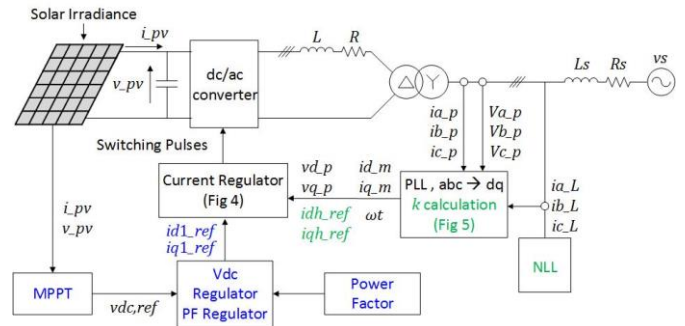 Solar Irradiance
i_pv
L
R
v_pv
dc/ac
converter
Δ
Y
Ls
Rs
vs
Switching Pulses
ia_p
ib_p
ic_p
Va_p
Vb_p
Vc_p
Current Regulator
(Fig 4)
vd_p
vq_p
id_m
iq_m
idh_ref
iqh_ref
ωt
PLL , abc → dq
k calculation
(Fig 5)
ia_L
ib_L
ic_L
i_pv
v_pv
id1_ref
iq1_ref
NLL
MPPT
vdc,ref
Vdc
Regulator
PF Regulator
Power
Factor